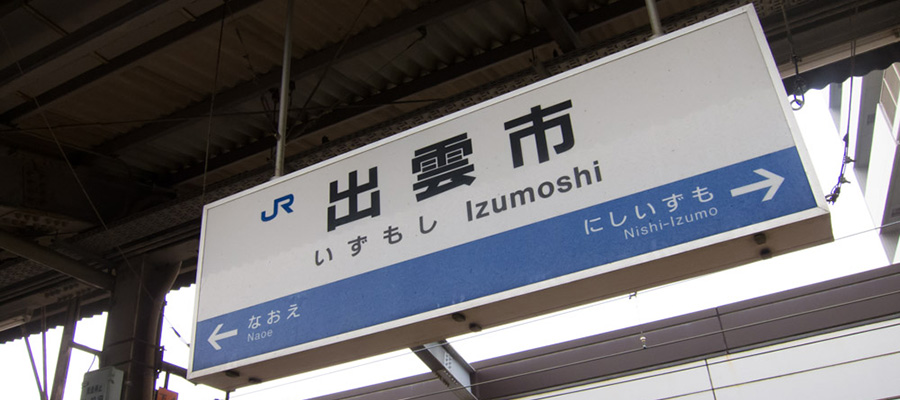 JR
出雲市
いずもし Izumoshi
にしいずも
Nishi-Izumo
なおえ
Naoe